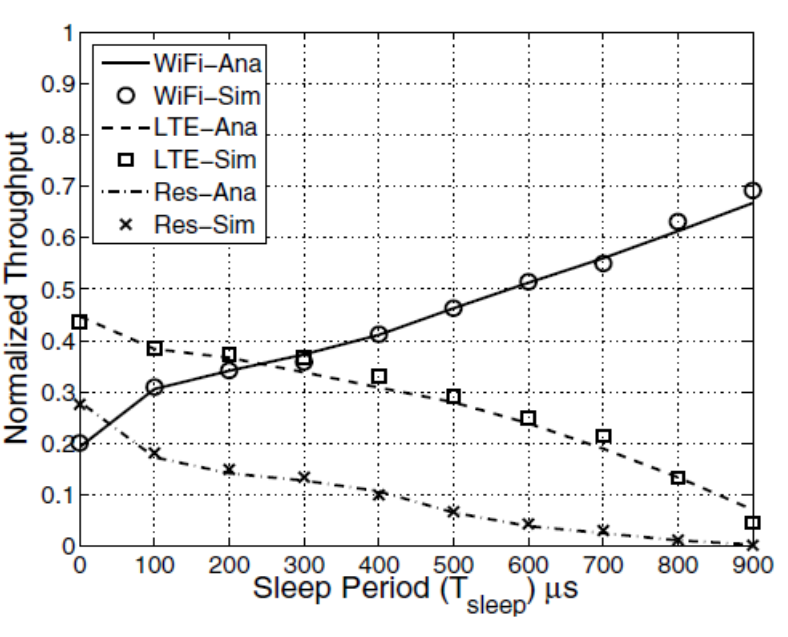 1
0.9
0.8
0.7
0.6
0.5
0.4
0.3
0.2
0.1
0
Normalized Throughput
WiFi−Ana
WiFi−Sim
LTE−Ana
LTE−Sim
Res−Ana
Res−Sim
0 100 200 300 400 500 600 700 800 900
Sleep Period (Tsleep) μs